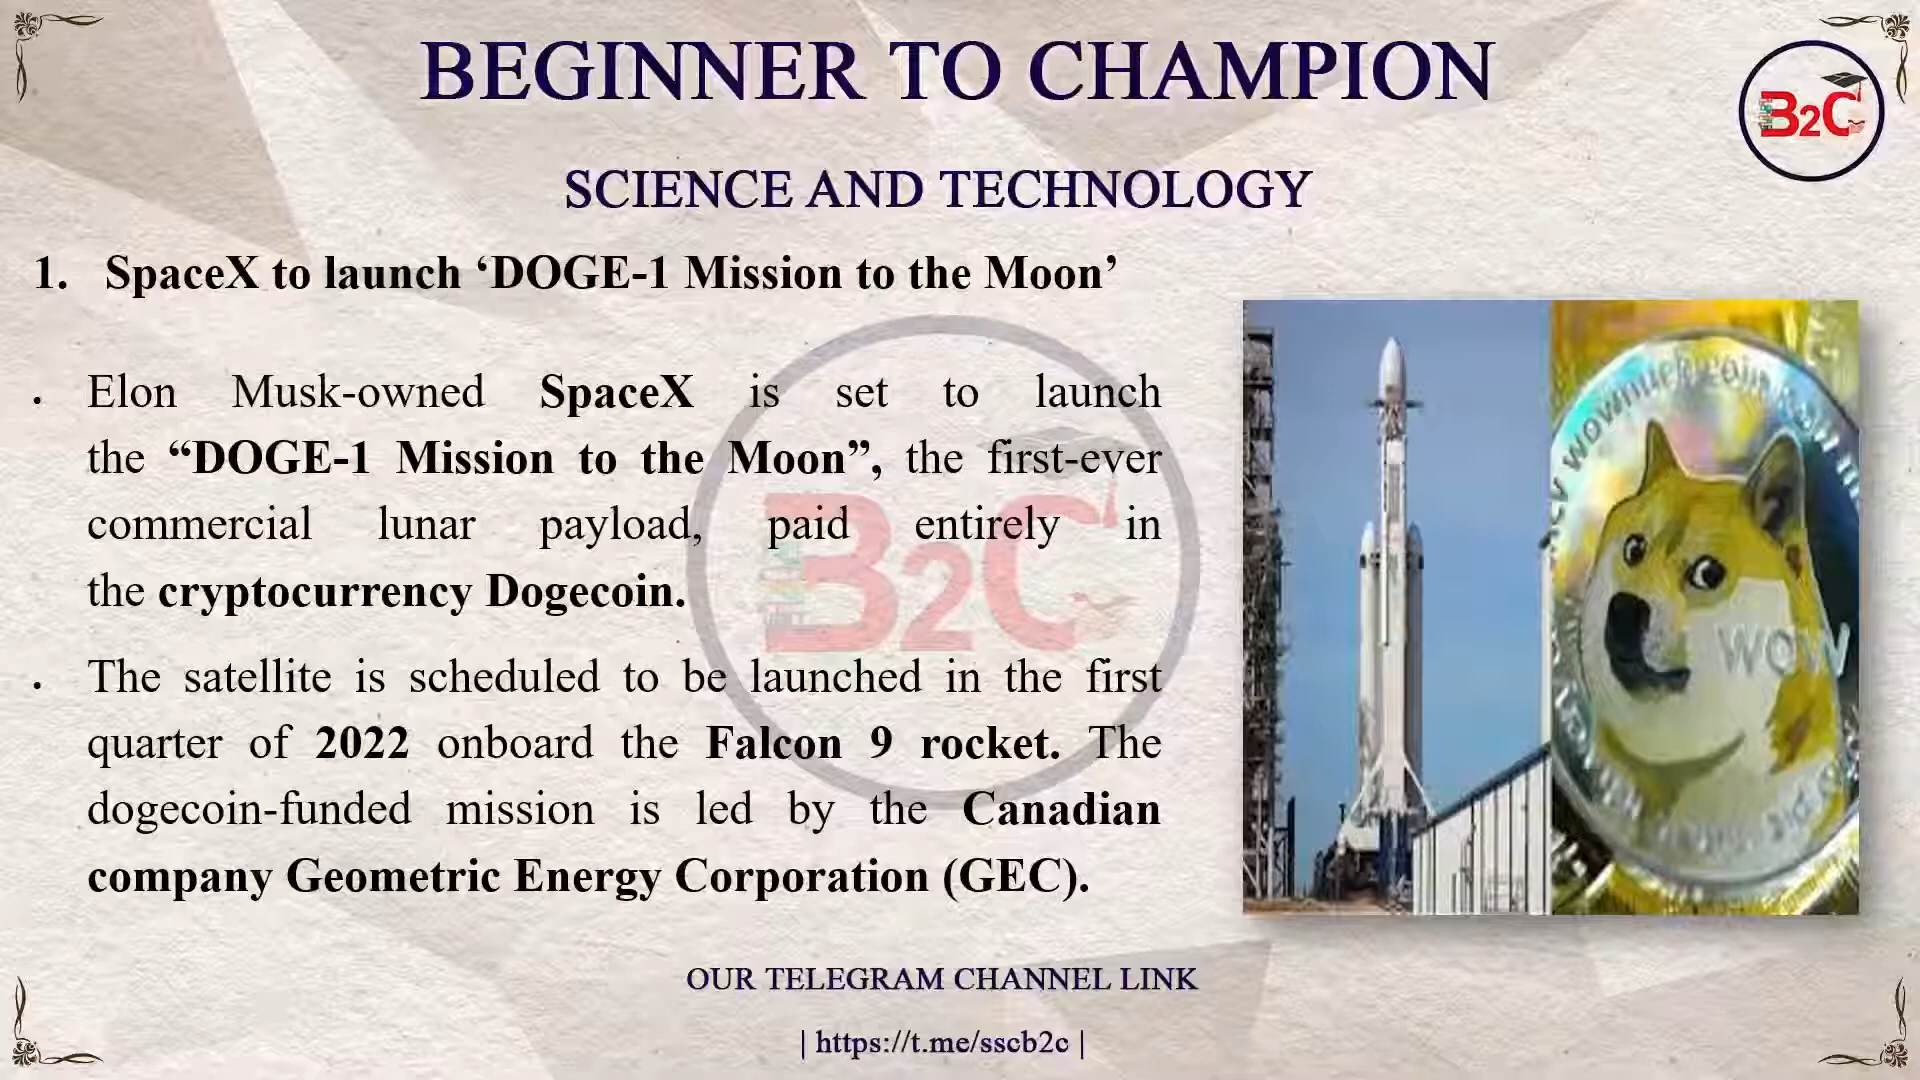 BEGINNER TO CHAMPION
B2C
SCIENCE AND TECHNOLOGY
1. SpaceX to launch ‘DOGE-1 Mission to the Moon’
• Elon Musk-owned SpaceX is set to launch
the “DOGE-1 Mission to the Moon”, the first-ever
commercial lunar payload, paid entirely in
the cryptocurrency Dogecoin.
• The satellite is scheduled to be launched in the first
quarter of 2022 onboard the Falcon 9 rocket. The
dogecoin-funded mission is led by the Canadian
company Geometric Energy Corporation (GEC).
B2C
WOW
OUR TELEGRAM CHANNEL LINK
| https://t.me/sscb2c |